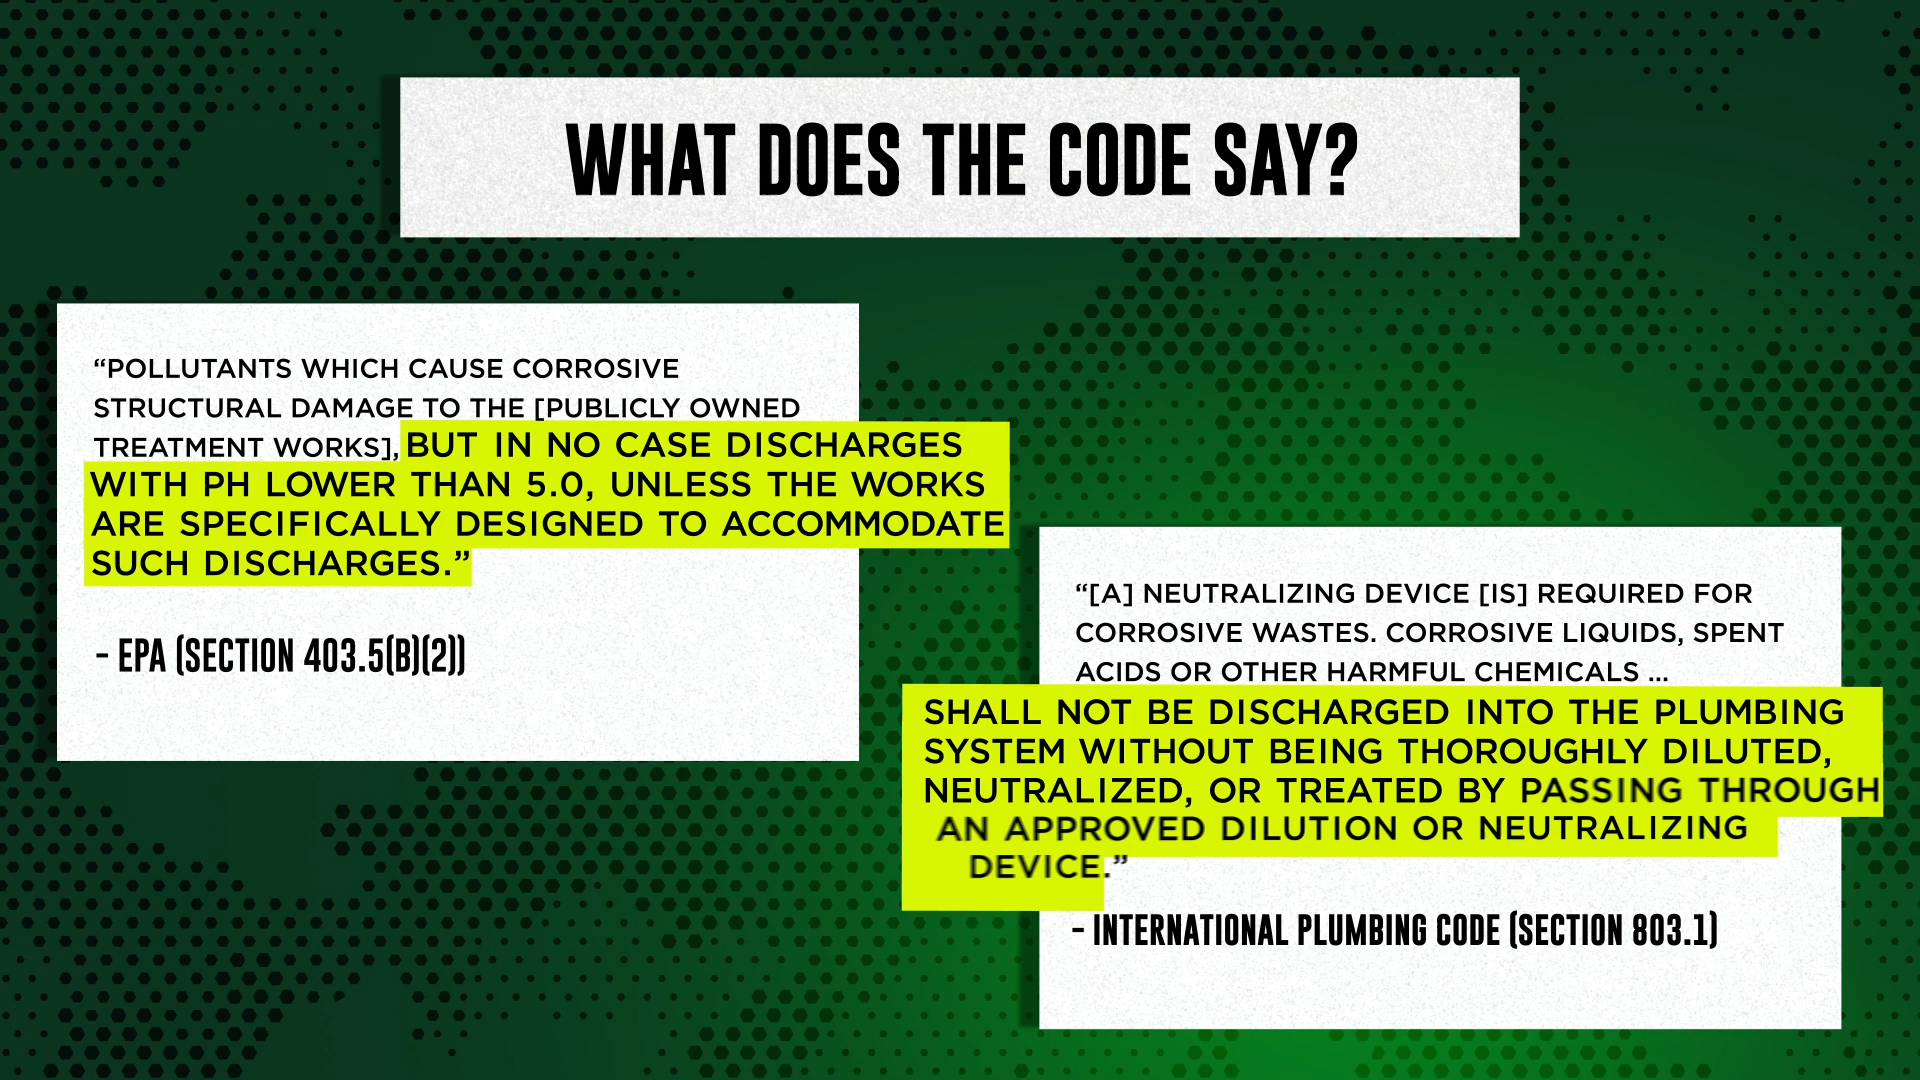 WHAT DOES THE CODE SAY?
“POLLUTANTS WHICH CAUSE CORROSIVE
STRUCTURAL DAMAGE TO THE [PUBLICLY OWNED
TREATMENT WORKS], BUT IN NO CASE DISCHARGES
WITH PH LOWER THAN 5.0, UNLESS THE WORKS
ARE SPECIFICALLY DESIGNED TO ACCOMMODATE
SUCH DISCHARGES.”
- EPA (SECTION 403.5(B)(2))
“[A] NEUTRALIZING DEVICE [IS] REQUIRED FOR
CORROSIVE WASTES. CORROSIVE LIQUIDS, SPENT
ACIDS OR OTHER HARMFUL CHEMICALS ...
SHALL NOT BE DISCHARGED INTO THE PLUMBING
SYSTEM WITHOUT BEING THOROUGHLY DILUTED,
NEUTRALIZED, OR TREATED BY PASSING THROUGH
AN APPROVED DILUTION OR NEUTRALIZING
DEVICE.”
- INTERNATIONAL PLUMBING CODE (SECTION 803.1)